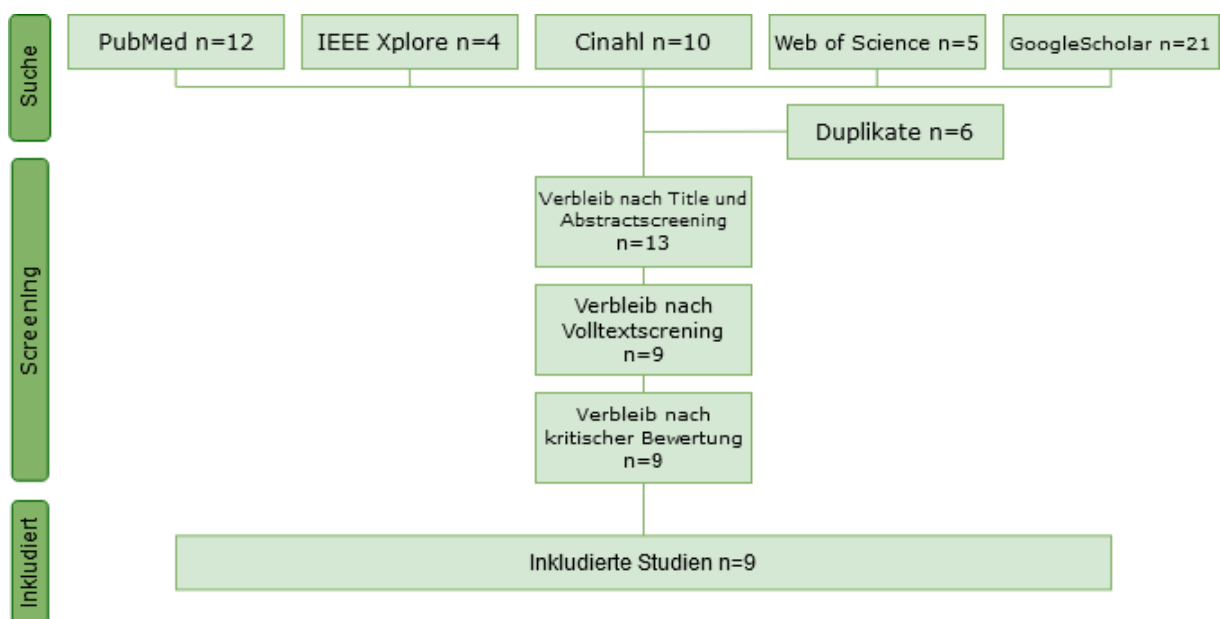 Suche
PubMed n=12
IEEE Xplore n=4
Cinahl n=10
Web of Science n=5
GoogleScholar n=21
Duplikate n=6
Screening
Verbleib nach Title und
Abstractscreening
n=13
Verbleib nach
Volltextscrening
n=9
Verbleib nach
kritischer Bewertung
n=9
Inkludiert
Inkludierte Studien n=9